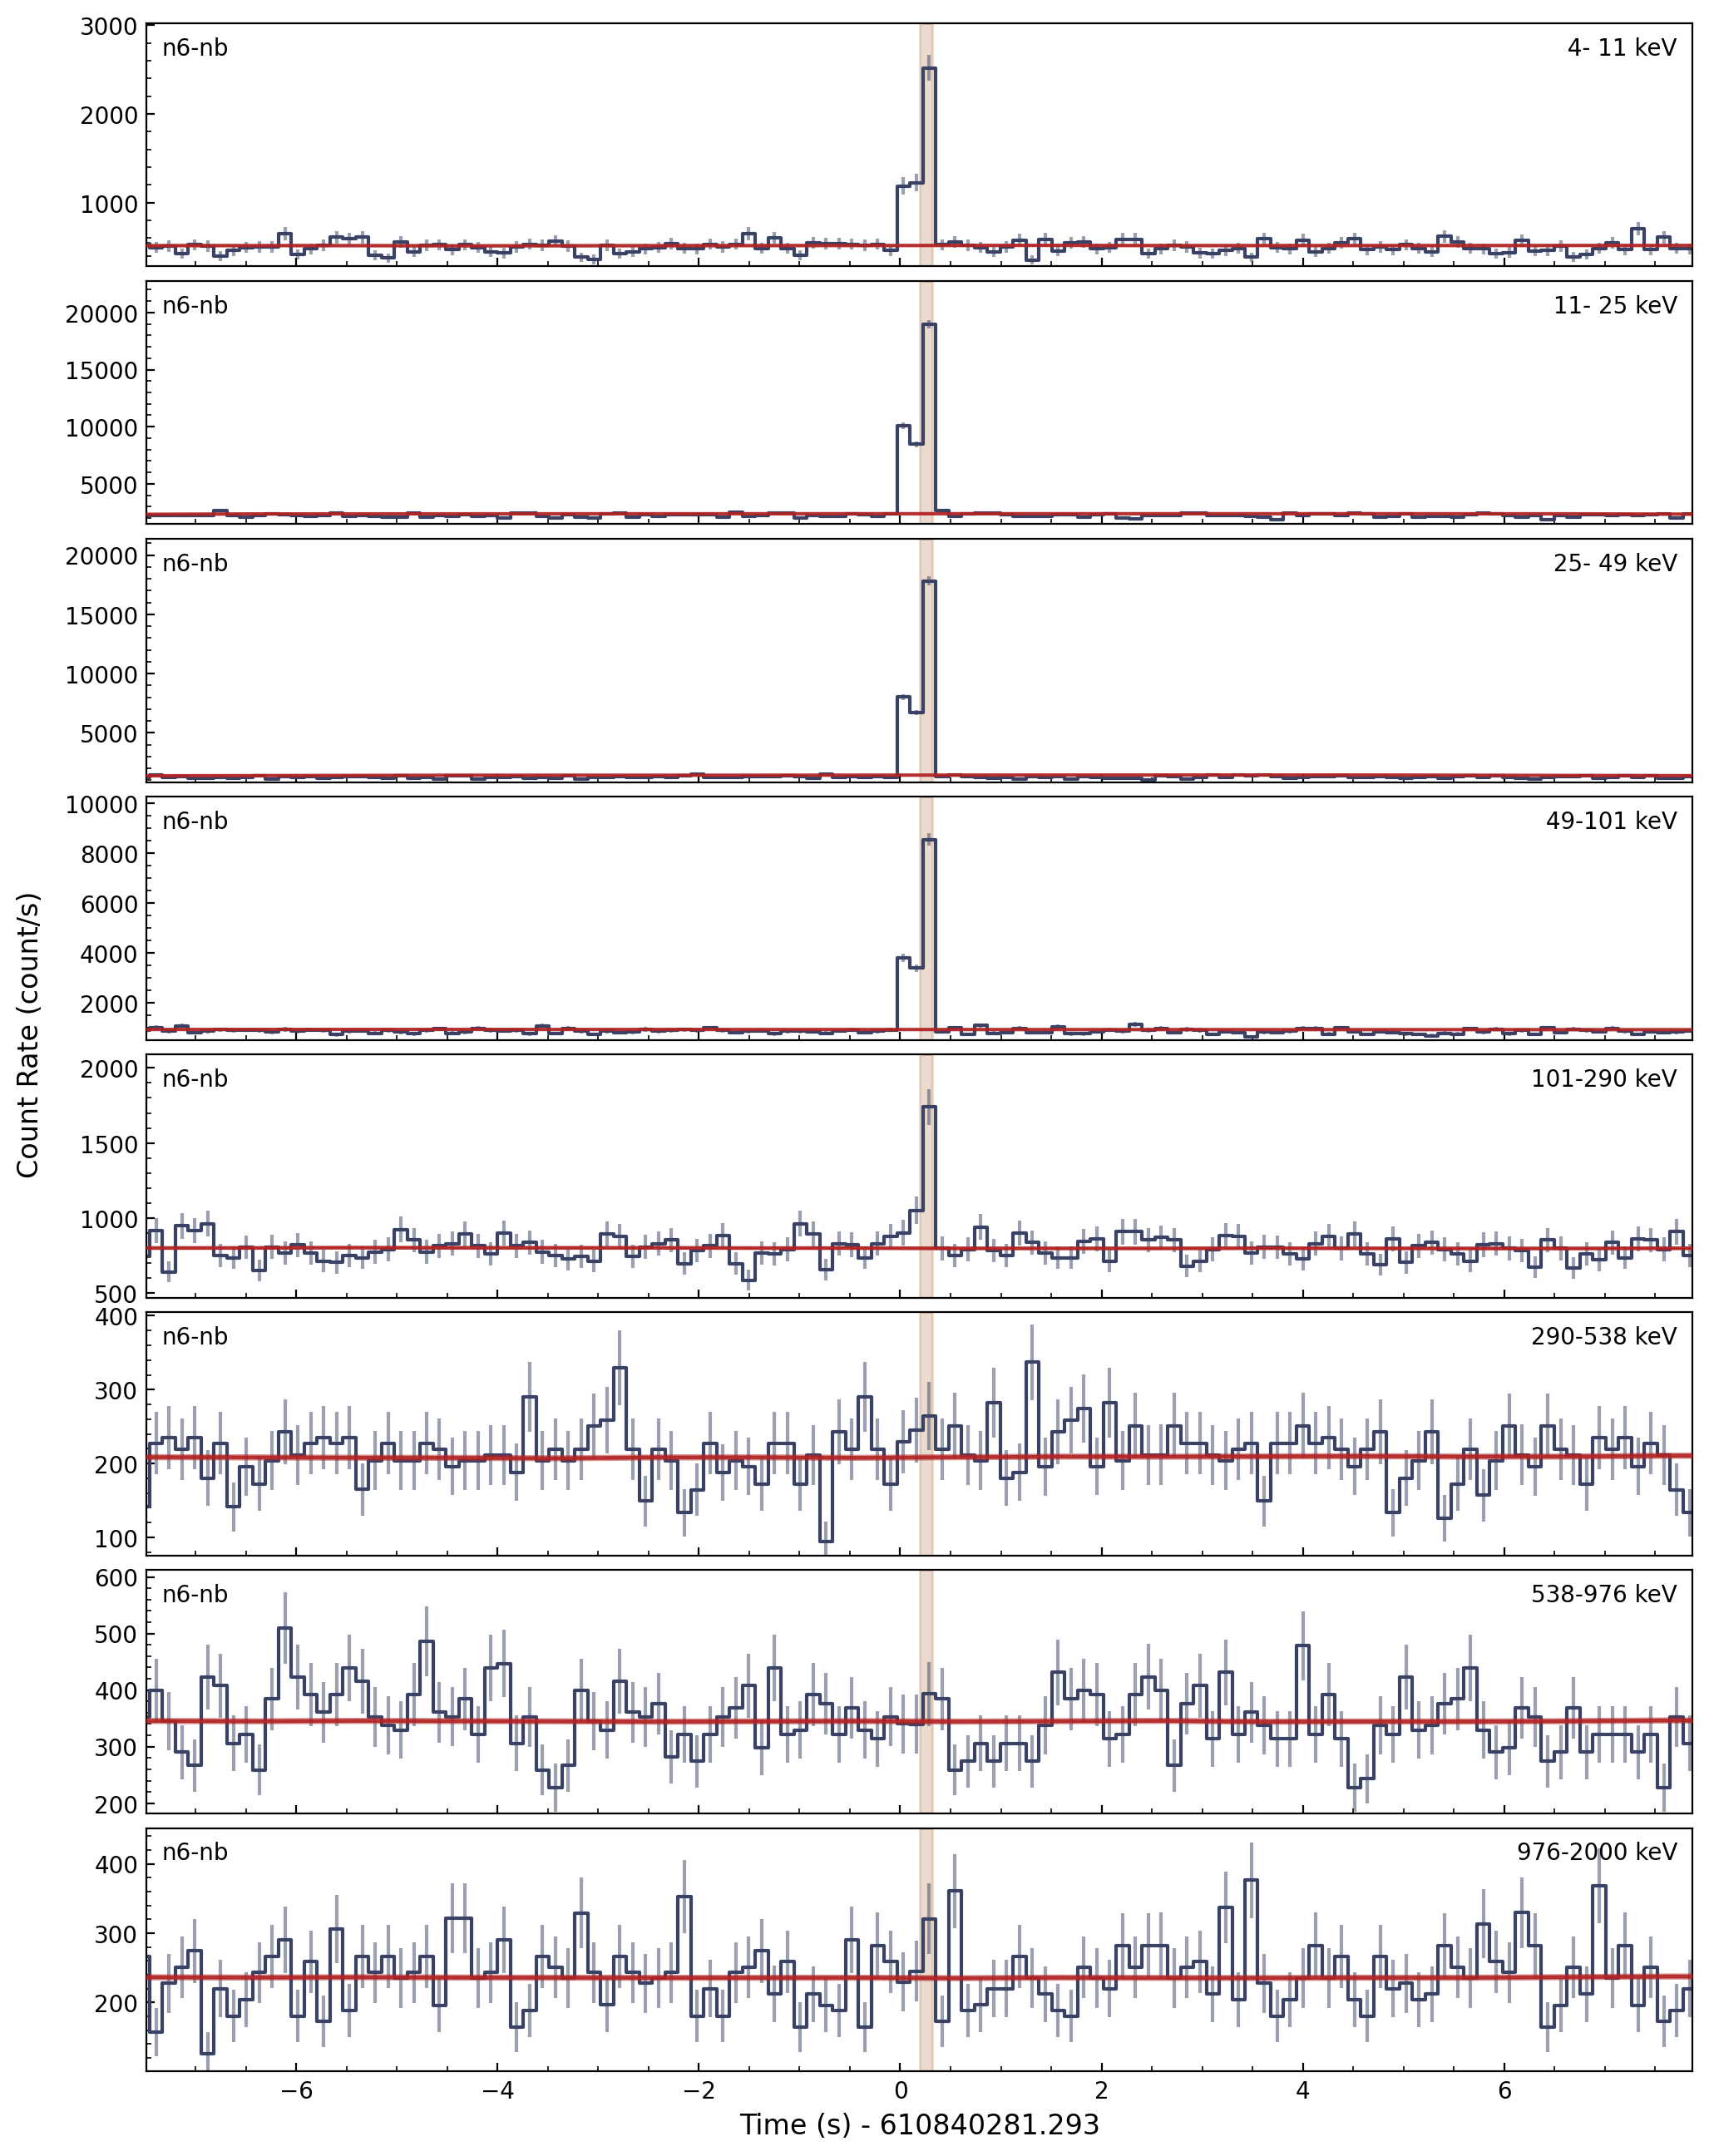 n6-nb 4- 11 keV
3000
2000
1000
n6-nb 11- 25 keV
20000
15000
10000
5000
n6-nb 25- 49 keV
20000
15000
10000
5000
n6-nb 49-101 keV
10000
8000
6000
4000
2000
n6-nb 101-290 keV
2000
1500
1000
500
n6-nb 290-538 keV
400
300
200
100
n6-nb 538-976 keV
600
500
400
300
200
n6-nb 976-2000 keV
400
300
200
−6 −4 −2 0 2 4 6
Time (s) - 610840281.293
Count Rate (count/s)